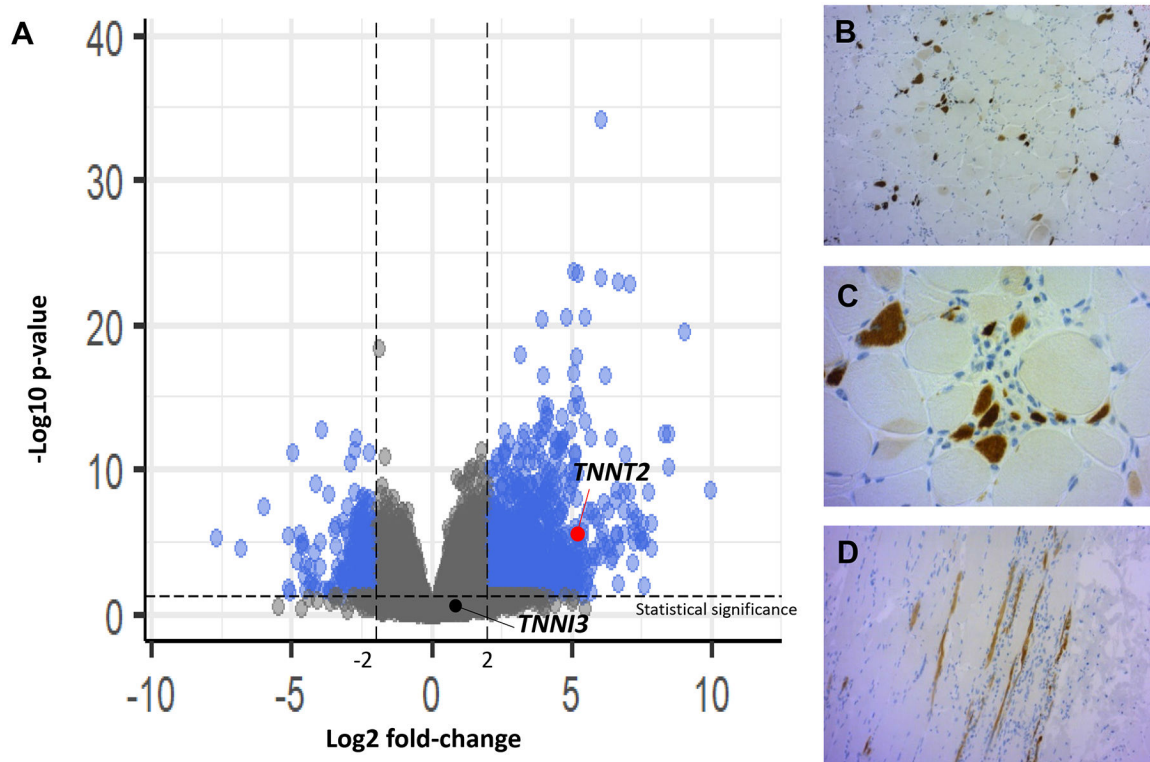 A
40
30
20
10
0
-Log10 p-value
TNNT2
Statistical significance
TNNI3
-2
2
-10
-5
0
5
10
Log2 fold-change
B
C
D